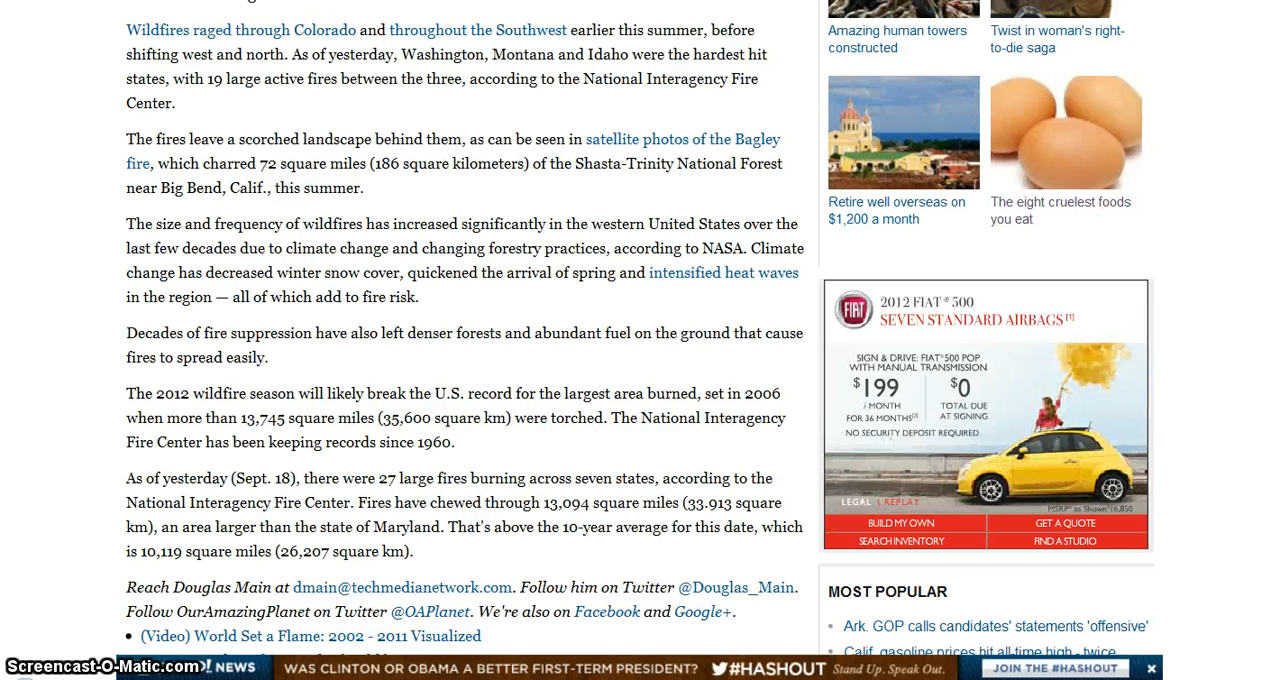 Wildfires raged through Colorado and throughout the Southwest earlier this summer, before
shifting west and north. As of yesterday, Washington, Montana and Idaho were the hardest hit
states, with 19 large active fires between the three, according to the National Interagency Fire
Center.
The fires leave a scorched landscape behind them, as can be seen in satellite photos of the Bagley
fire, which charred 72 square miles (186 square kilometers) of the Shasta-Trinity National Forest
near Big Bend, Calif., this summer.
The size and frequency of wildfires has increased significantly in the western United States over the
last few decades due to climate change and changing forestry practices, according to NASA. Climate
change has decreased winter snow cover, quickened the arrival of spring and intensified heat waves
in the region — all of which add to fire risk.
Decades of fire suppression have also left denser forests and abundant fuel on the ground that cause
fires to spread easily.
The 2012 wildfire season will likely break the U.S. record for the largest area burned, set in 2006
when more than 13,745 square miles (35,600 square km) were torched. The National Interagency
Fire Center has been keeping records since 1960.
As of yesterday (Sept. 18), there were 27 large fires burning across seven states, according to the
National Interagency Fire Center. Fires have chewed through 13,094 square miles (33.913 square
km), an area larger than the state of Maryland. That's above the 10-year average for this date, which
is 10,119 square miles (26,207 square km).
Reach Douglas Main at dmain@techmedianetwork.com. Follow him on Twitter @Douglas_Main.
Follow OurAmazingPlanet on Twitter @OAPlanet. We're also on Facebook and Google+.
• (Video) World Set a Flame: 2002 - 2011 Visualized
Amazing human towers
constructed
Twist in woman's right-
to-die saga
Retire well overseas on
$1,200 a month
The eight cruelest foods
you eat
FIAT
2012 FIAT® 500
SEVEN STANDARD AIRBAGS [1]
SIGN & DRIVE: FIAT® 500 POP
WITH MANUAL TRANSMISSION
$199
/ MONTH
FOR 36 MONTHS[2]
$0
TOTAL DUE
AT SIGNING
NO SECURITY DEPOSIT REQUIRED
LEGAL | REPLAY
MSRP* as Shown $16,850
BUILD MY OWN
GET A QUOTE
SEARCH INVENTORY
FIND A STUDIO
MOST POPULAR
• Ark. GOP calls candidates' statements 'offensive'
• Calif. gasoline prices hit all-time high - twice
Screencast-O-Matic.com
! NEWS
WAS CLINTON OR OBAMA A BETTER FIRST-TERM PRESIDENT?
#HASHOUT Stand Up. Speak Out.
JOIN THE #HASHOUT
×